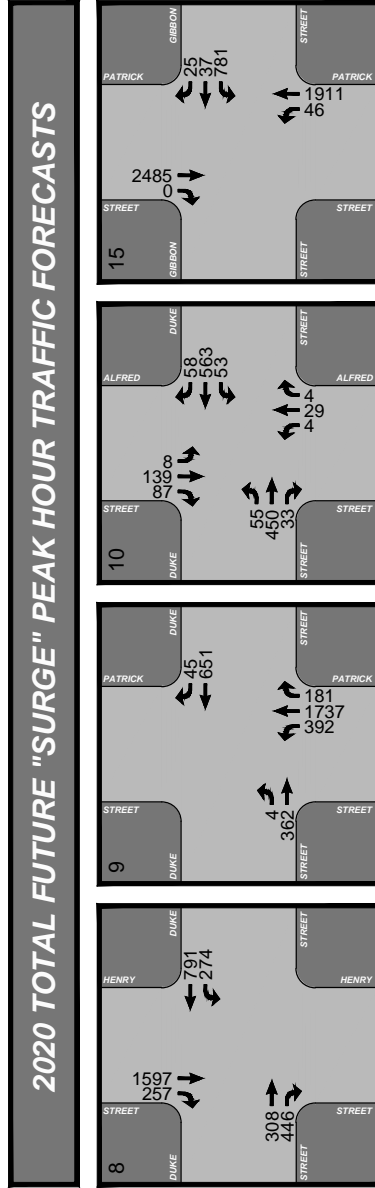 2020 TOTAL FUTURE "SURGE" PEAK HOUR TRAFFIC FORECASTS
8
STREET
HENRY
DUKE
DUKE
1597
257
791
274
308
446
STREET
STREET
STREET
HENRY
9
STREET
PATRICK
DUKE
DUKE
45
651
4
362
181
1737
392
STREET
STREET
STREET
PATRICK
10
STREET
ALFRED
DUKE
DUKE
8
139
87
58
563
53
55
450
33
4
29
4
STREET
STREET
STREET
ALFRED
15
STREET
PATRICK
GIBBON
GIBBON
2485
0
25
37
781
1911
46
STREET
STREET
STREET
PATRICK